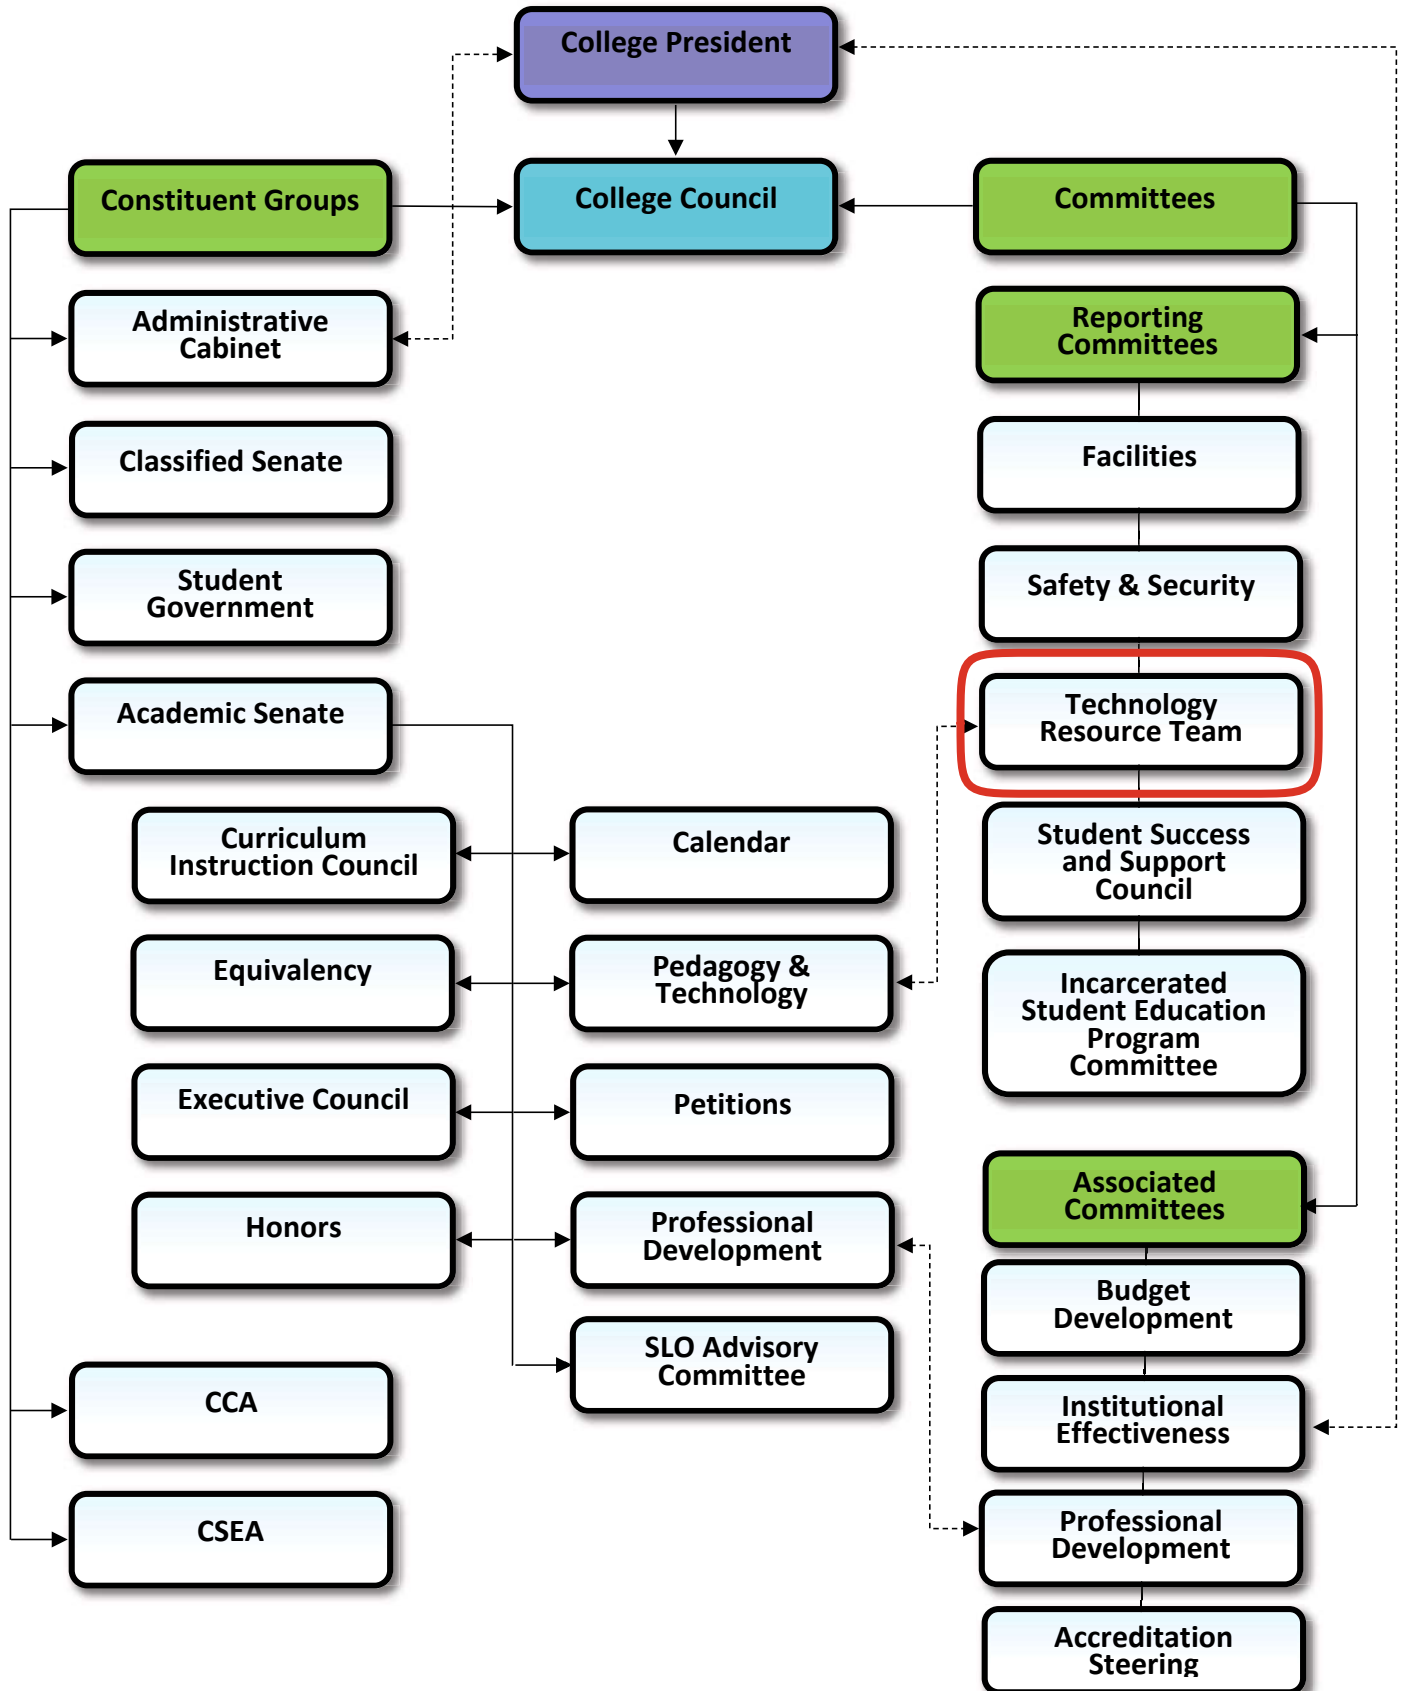 College President
Constituent Groups
College Council
Committees
Administrative
Cabinet
Reporting
Committees
Classified Senate
Facilities
Student
Government
Safety & Security
Academic Senate
Technology
Resource Team
Curriculum
Instruction Council
Calendar
Student Success
and Support
Council
Equivalency
Pedagogy &
Technology
Incarcerated
Student Education
Program
Committee
Executive Council
Petitions
Honors
Professional
Development
Associated
Committees
Budget
Development
SLO Advisory
Committee
CCA
Institutional
Effectiveness
CSEA
Professional
Development
Accreditation
Steering